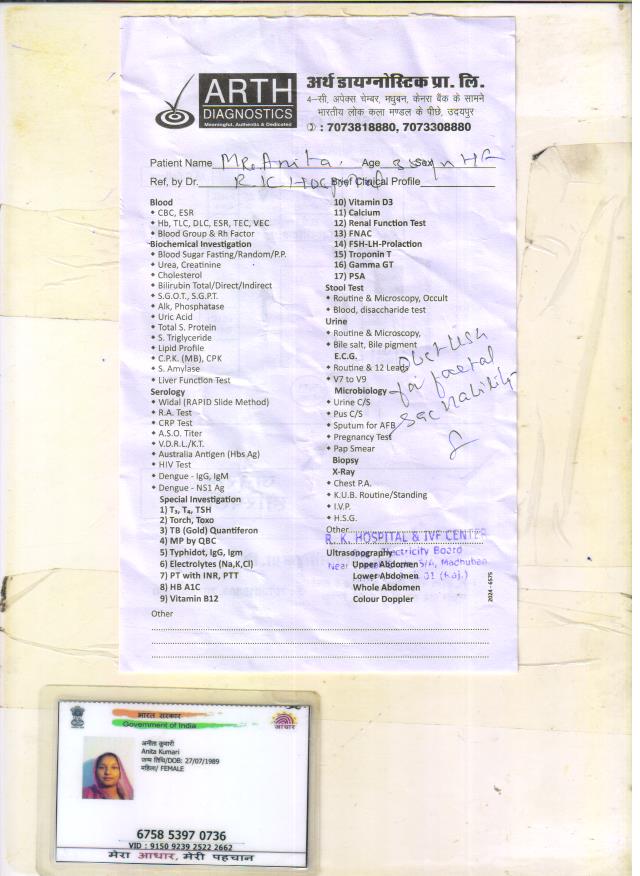 ARTH
DIAGNOSTICS
Meaningful, Authentic & Dedicated
अर्थ डायग्नोस्टिक प्रा. लि.
4–सी, अपेक्स चेम्बर, मधुबन, केनरा बैंक के सामने
भारतीय लोक कला मण्डल के पीछे, उदयपुर
: 7073818880, 7073308880
Patient Name Mr. Anita. Age Sex
Ref, by Dr. R.K. Hospital Brief Clinical Profile
Blood
CBC, ESR
Hb, TLC, DLC, ESR, TEC, VEC
Blood Group & Rh Factor
Biochemical Investigation
Blood Sugar Fasting/Random/P.P.
Urea, Creatinine
Cholesterol
Bilirubin Total/Direct/Indirect
S.G.O.T., S.G.P.T.
Alk, Phosphatase
Uric Acid
Total S. Protein
S. Triglyceride
Lipid Profile
C.P.K. (MB), CPK
S. Amylase
Liver Function Test
Serology
Widal (RAPID Slide Method)
R.A. Test
CRP Test
A.S.O. Titer
V.D.R.L./K.T.
Australia Antigen (Hbs Ag)
HIV Test
Dengue - IgG, IgM
Dengue - NS1 Ag
Special Investigation
1) T₃, T₄, TSH
2) Torch, Toxo
3) TB (Gold) Quantiferon
4) MP by QBC
5) Typhidot, IgG, Igm
6) Electrolytes (Na,K,Cl)
7) PT with INR, PTT
8) HB A1C
9) Vitamin B12
Other
10) Vitamin D3
11) Calcium
12) Renal Function Test
13) FNAC
14) FSH-LH-Prolaction
15) Troponin T
16) Gamma GT
17) PSA
Stool Test
Routine & Microscopy, Occult
Blood, disaccharide test
Urine
Routine & Microscopy,
Bile salt, Bile pigment
E.C.G.
Routine & 12 Leads
V7 to V9
Microbiology
Urine C/S
Pus C/S
Sputum for AFB
Pregnancy Test
Pap Smear
Biopsy
X-Ray
Chest P.A.
K.U.B. Routine/Standing
I.V.P.
H.S.G.
Other
for foetal
R. K. HOSPITAL & IVF CENTER
Electricity Board
Near 5/A, Madhuban
01 (Raj.)
Ultrasonography
Upper Abdomen
Lower Abdomen
Whole Abdomen
Colour Doppler
2024 - 6575
भारत सरकार
Government of India
आधार
अनीता कुमारी
Anita Kumari
जन्म तिथि/DOB: 27/07/1989
महिला/ FEMALE
6758 5397 0736
VID : 9150 9239 2522 2662
मेरा आधार, मेरी पहचान